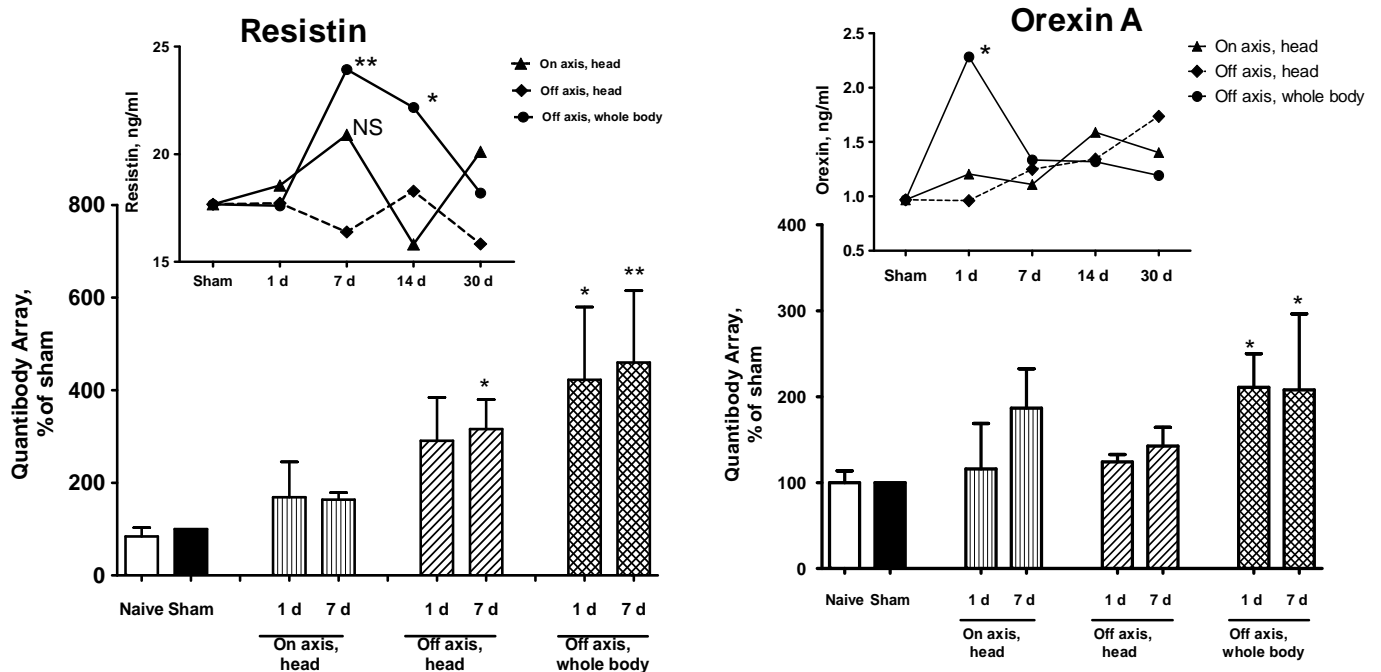 Resistin
25
20
15
Resistin, ng/ml
**
*
NS
On axis, head
Off axis, head
Off axis, whole body
Sham 1 d 7 d 14 d 30 d
800
600
400
200
0
Quantibody Array,
% of sham
*
*
**
Naive Sham 1 d 7 d 1 d 7 d 1 d 7 d
On axis,
head
Off axis,
head
Off axis,
whole body
Orexin A
2.5
2.0
1.5
1.0
0.5
Orexin, ng/ml
*
On axis, head
Off axis, head
Off axis, whole body
Sham 1 d 7 d 14 d 30 d
400
300
200
100
0
Quantibody Array,
% of sham
*
*
Naive Sham 1 d 7 d 1 d 7 d 1 d 7 d
On axis,
head
Off axis,
head
Off axis,
whole body